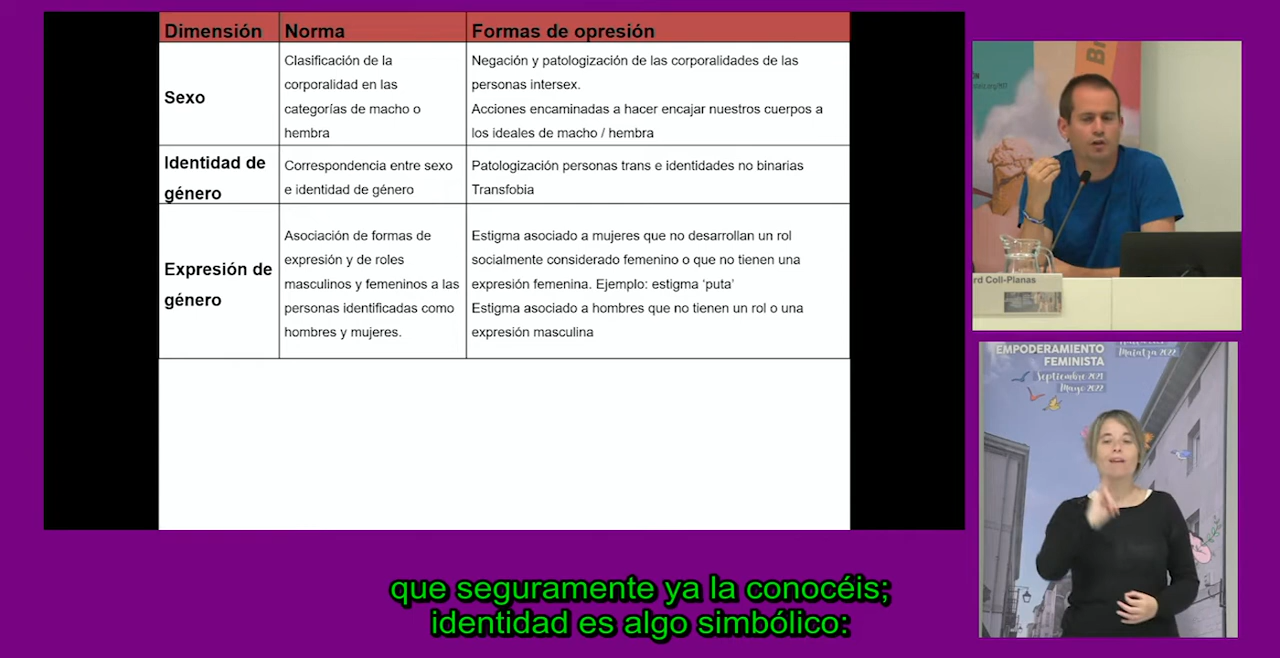 Dimensión
Norma
Formas de opresión
Sexo
Clasificación de la
corporalidad en las
categorías de macho o
hembra
Negación y patologización de las corporalidades de las
personas intersex.
Acciones encaminadas a hacer encajar nuestros cuerpos a
los ideales de macho / hembra
Identidad de
género
Correspondencia entre sexo
e identidad de género
Patologización personas trans e identidades no binarias
Transfobia
Expresión de
género
Asociación de formas de
expresión y de roles
masculinos y femeninos a las
personas identificadas como
hombres y mujeres.
Estigma asociado a mujeres que no desarrollan un rol
socialmente considerado femenino o que no tienen una
expresión femenina. Ejemplo: estigma ‘puta’
Estigma asociado a hombres que no tienen un rol o una
expresión masculina
rd Coll-Planas
EMPODERAMIENTO
FEMINISTA
Septiembre 2021
Mayo 2022
Maiatza 2022
que seguramente ya la conocéis;
identidad es algo simbólico: